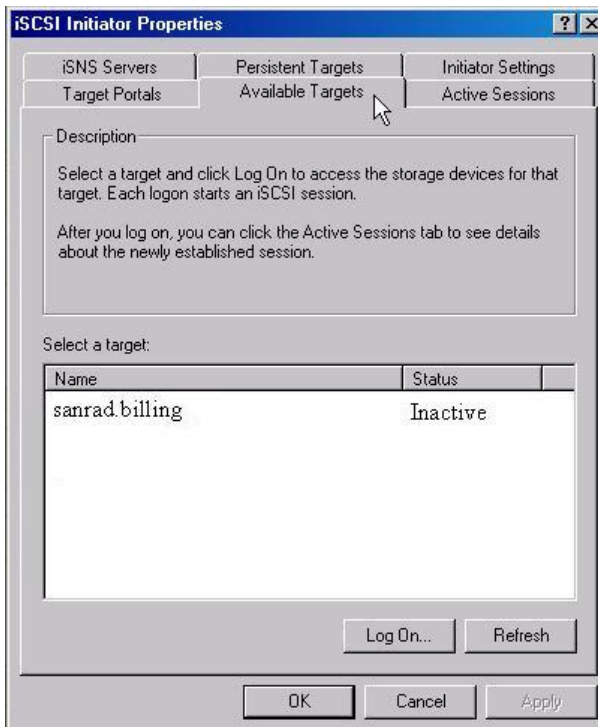 iSCSI Initiator Properties
iSNS Servers
Persistent Targets
Initiator Settings
Target Portals
Available Targets
Active Sessions
Description
Select a target and click Log On to access the storage devices for that
target. Each logon starts an iSCSI session.
After you log on, you can click the Active Sessions tab to see details
about the newly established session.
Select a target:
Name
Status
sanrad.billing
Inactive
Log On...
Refresh
OK
Cancel
Apply